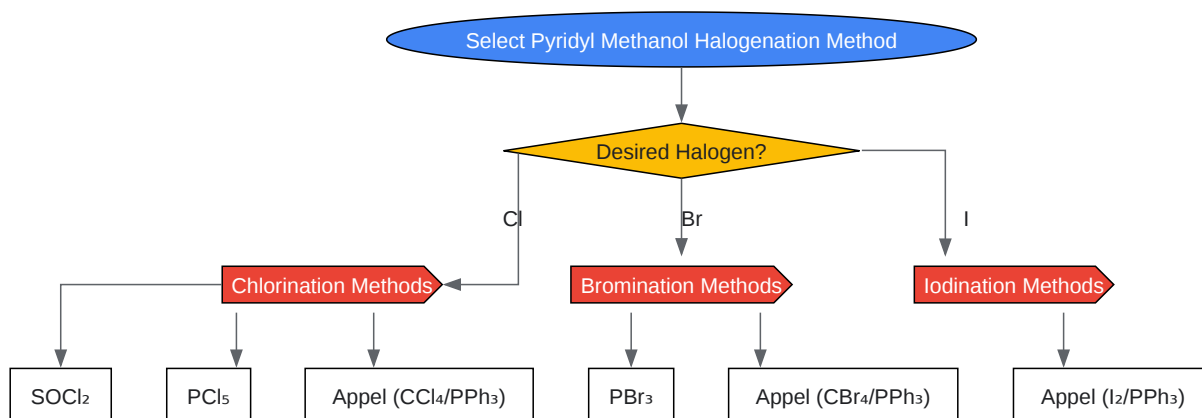 Select Pyridyl Methanol Halogenation Method
Desired Halogen?
Cl
Br
I
Chlorination Methods
Bromination Methods
Iodination Methods
SOCl₂
PCl₅
Appel (CCl₄/PPh₃)
PBr₃
Appel (CBr₄/PPh₃)
Appel (I₂/PPh₃)